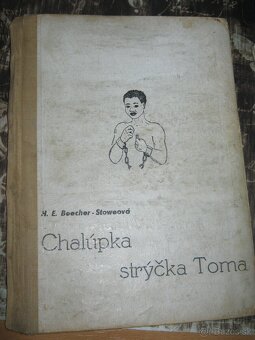 H. E. Beecher-Stoweová
Chalúpka
strýčka Toma